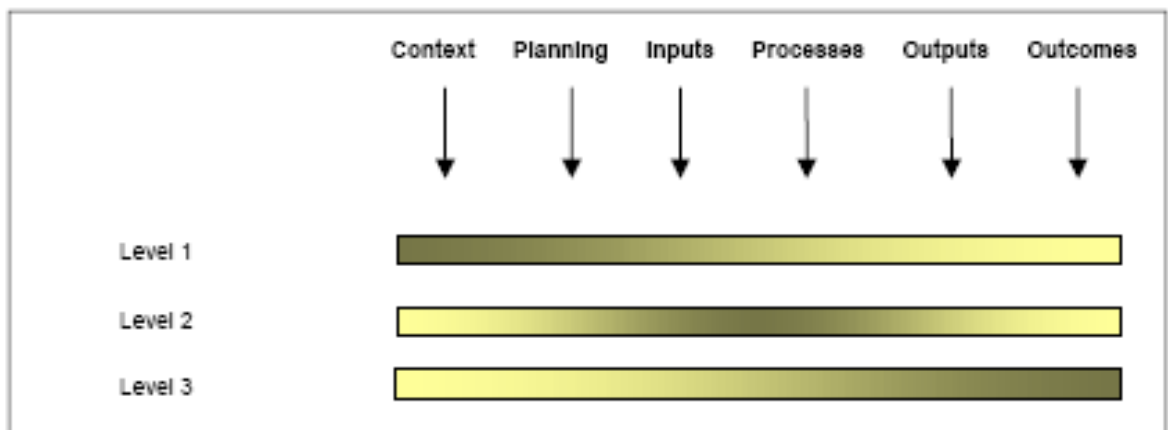 Context Planning Inputs Processes Outputs Outcomes
Level 1
Level 2
Level 3